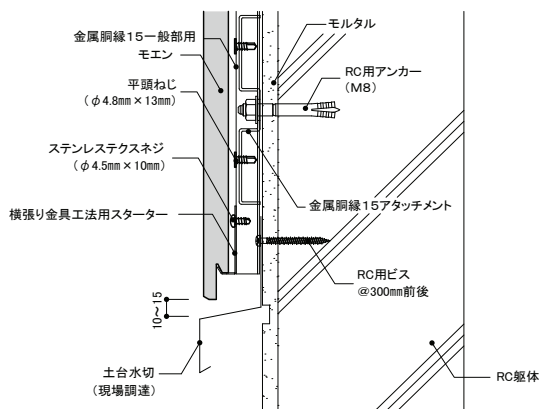 金属胴縁15一般部用
モエン
平頭ねじ
(φ4.8mm×13mm)
ステンレステクスネジ
(φ4.5mm×10mm)
横張り金具工法用スターター
10～15
土台水切
(現場調達)
モルタル
RC用アンカー
(M8)
金属胴縁15アタッチメント
RC用ビス
@300mm前後
RC躯体